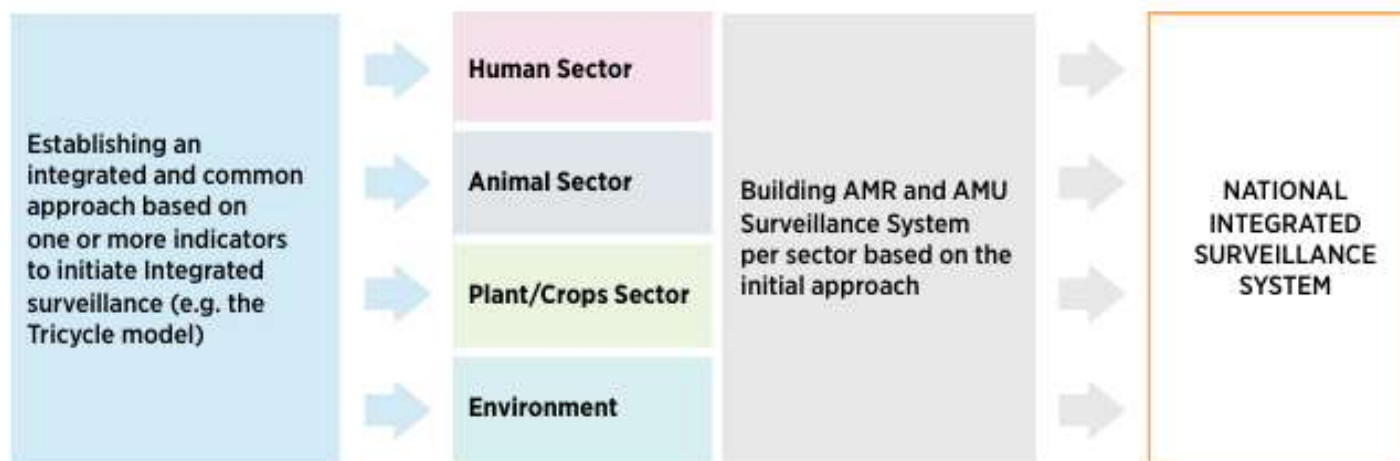 Establishing an
integrated and common
approach based on
one or more indicators
to initiate Integrated
surveillance (e.g. the
Tricycle model)
Human Sector
Animal Sector
Plant/Crops Sector
Environment
Building AMR and AMU
Surveillance System
per sector based on the
initial approach
NATIONAL
INTEGRATED
SURVEILLANCE
SYSTEM